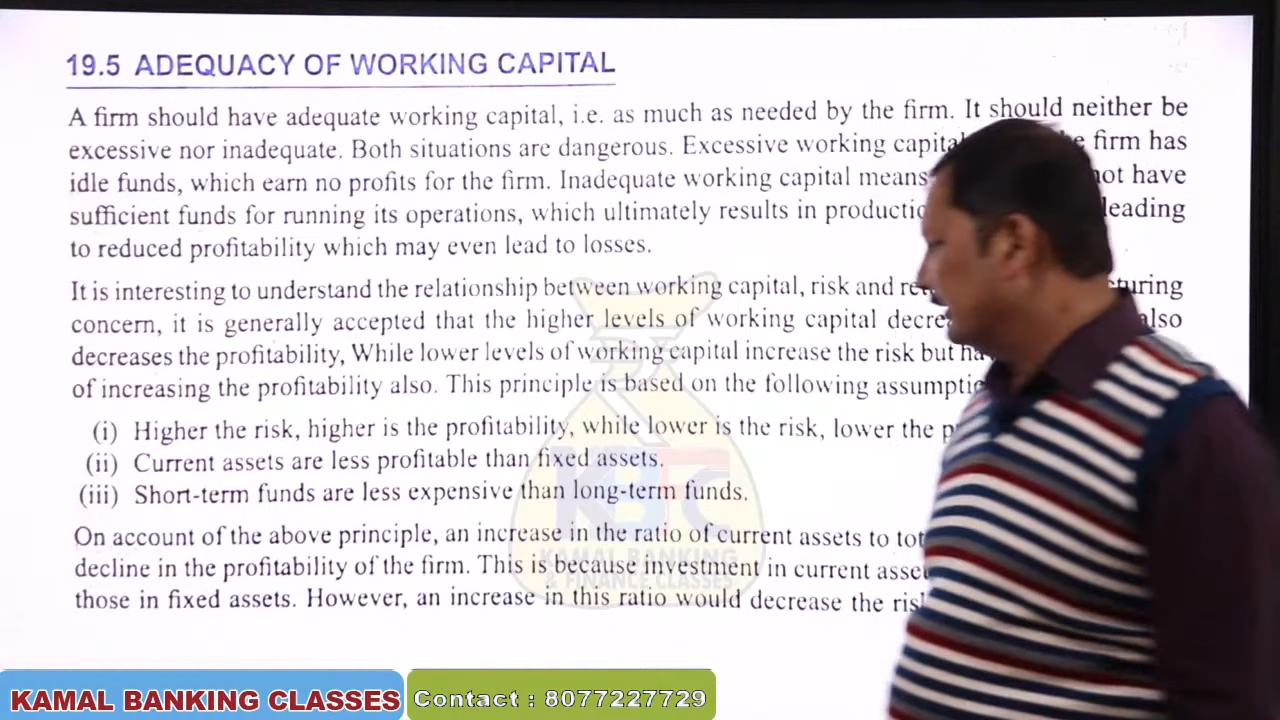 19.5 ADEQUACY OF WORKING CAPITAL
A firm should have adequate working capital, i.e. as much as needed by the firm. It should neither be
excessive nor inadequate. Both situations are dangerous. Excessive working capital firm has
idle funds, which earn no profits for the firm. Inadequate working capital means not have
sufficient funds for running its operations, which ultimately results in leading
to reduced profitability which may even lead to losses.
It is interesting to understand the relationship between working capital, risk and
concern, it is generally accepted that the higher levels of working capital also
decreases the profitability, While lower levels of working capital increase the risk but
of increasing the profitability also. This principle is based on the following
(i) Higher the risk, higher is the profitability, while lower is the risk, lower the
(ii) Current assets are less profitable than fixed assets.
(iii) Short-term funds are less expensive than long-term funds.
On account of the above principle, an increase in the ratio of current assets to
decline in the profitability of the firm. This is because investment in current
those in fixed assets. However, an increase in this ratio would decrease the
KBFC
KAMAL BANKING
& FINANCE CLASSES
KAMAL BANKING CLASSES
Contact : 8077227729